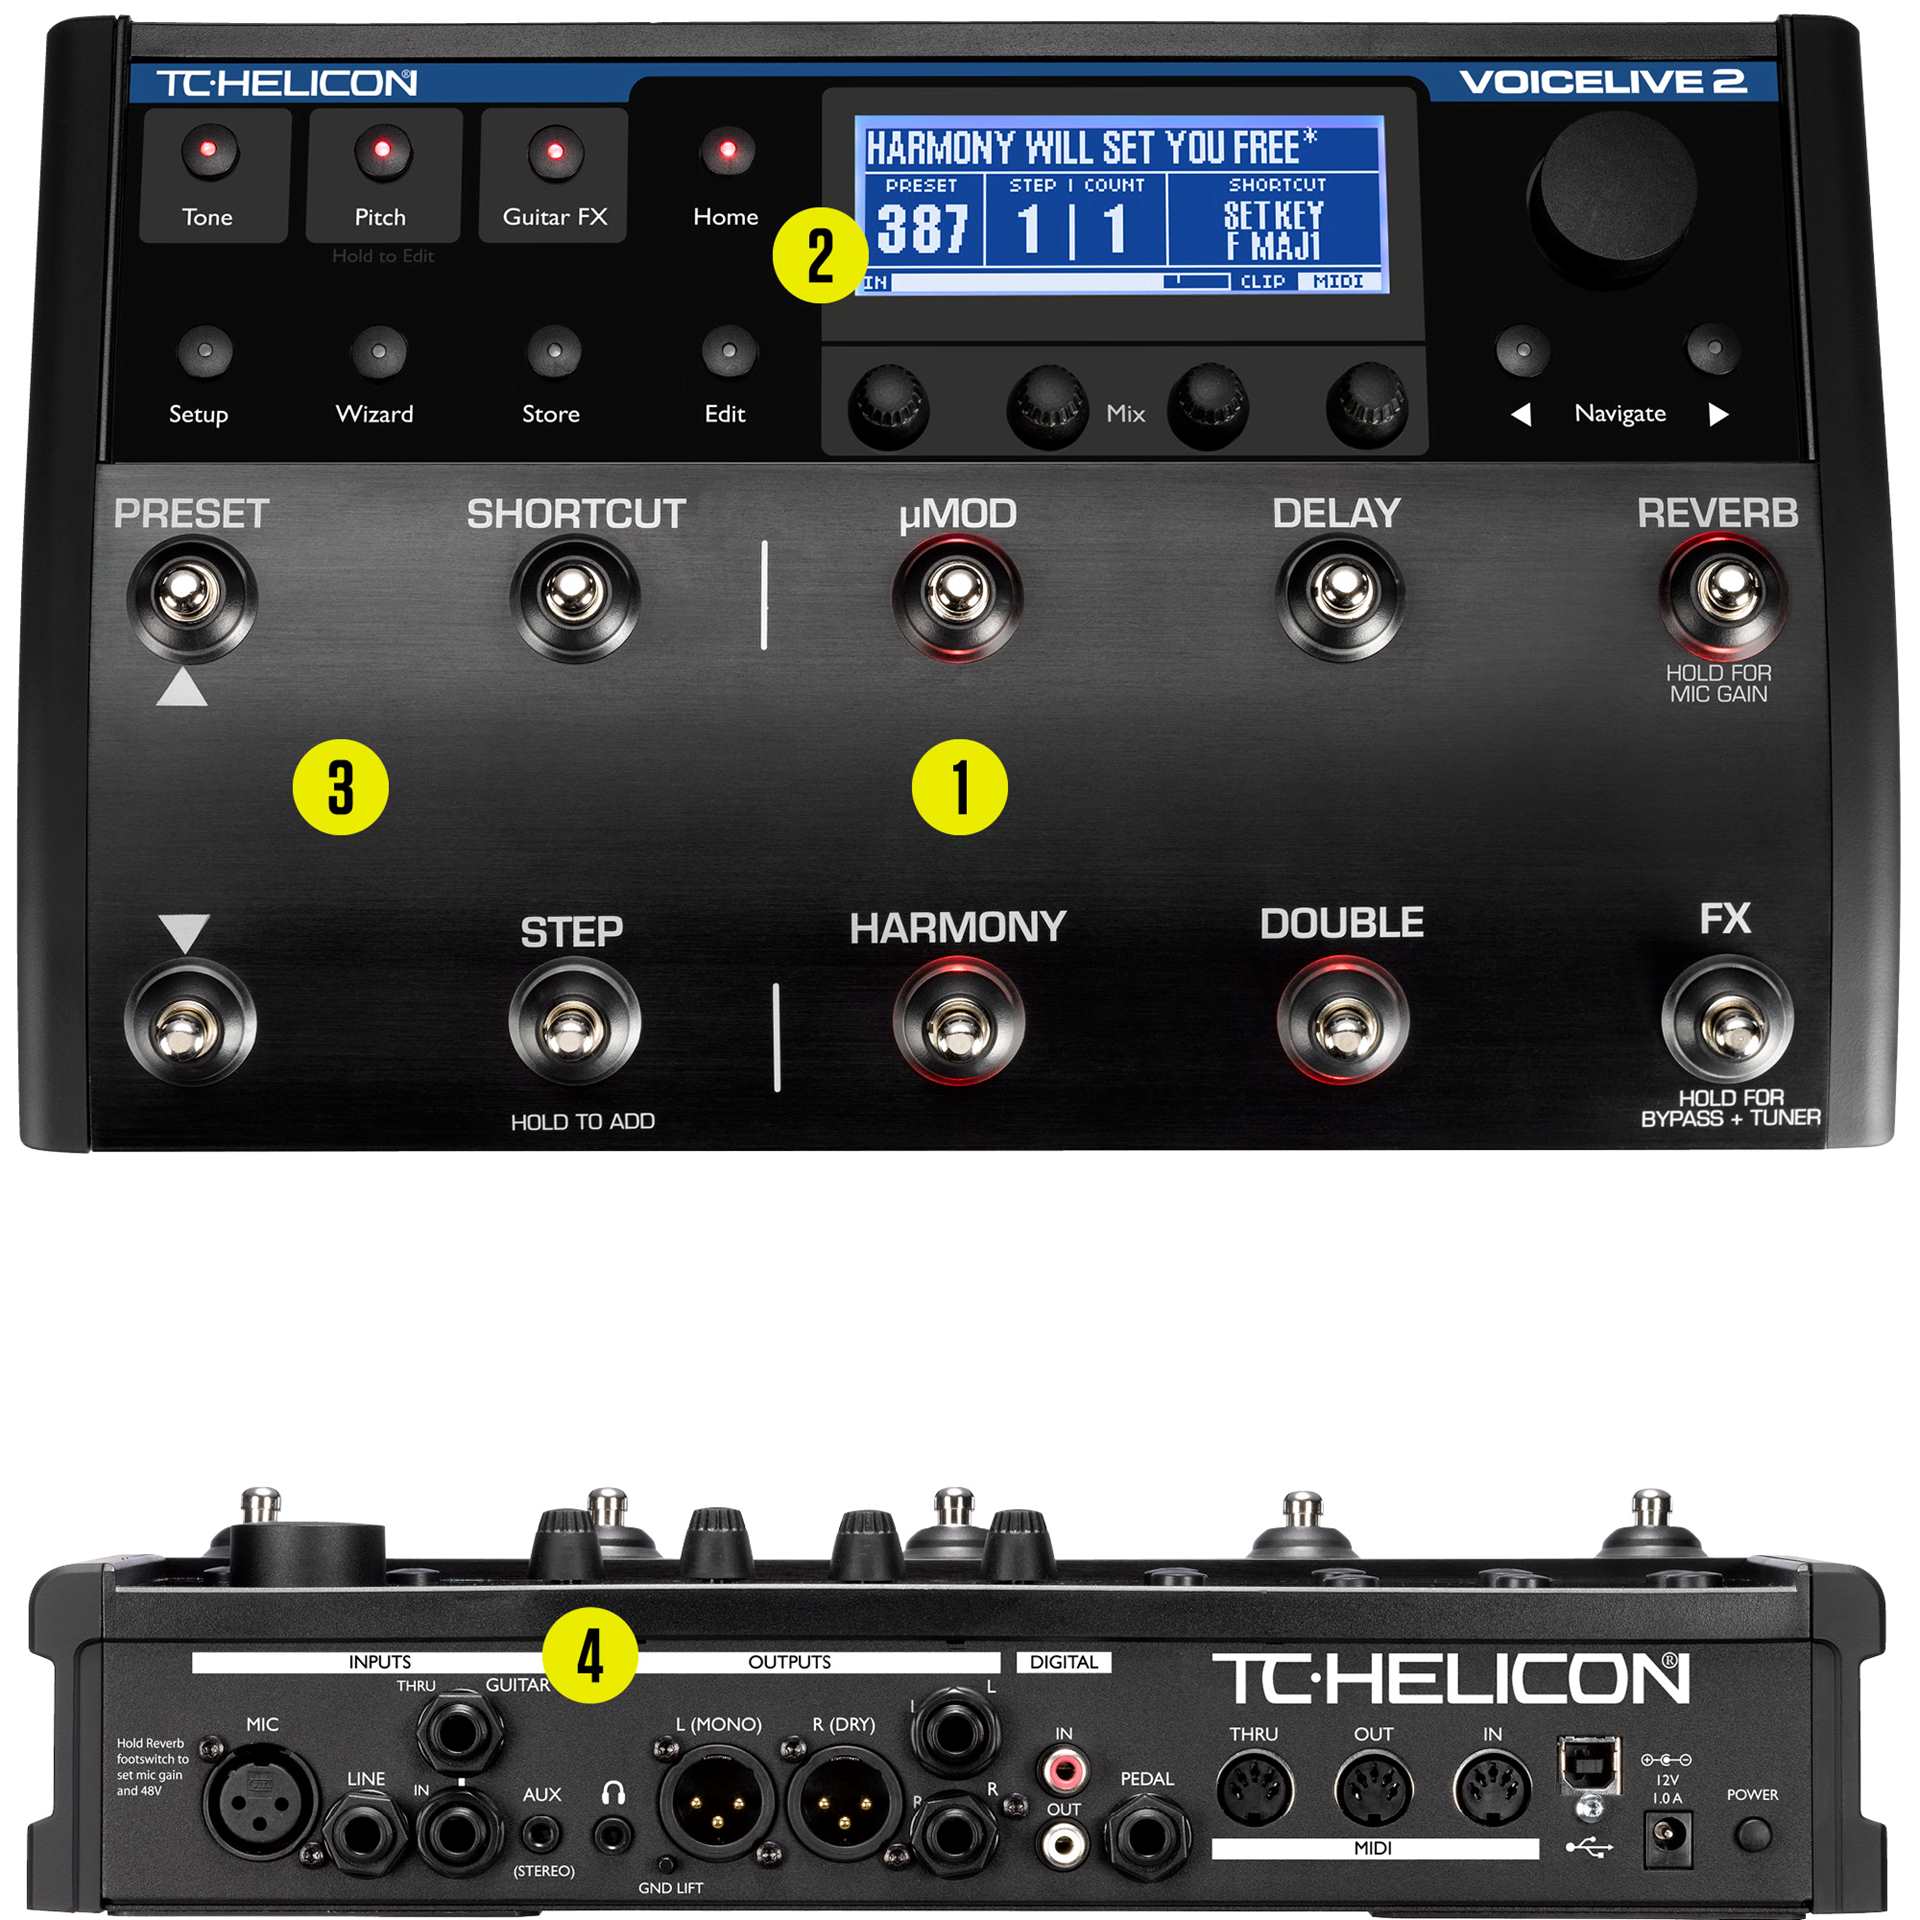 TC·HELICON®
VOICELIVE 2
Tone
Pitch
Guitar FX
Home
Hold to Edit
HARMONY WILL SET YOU FREE*
PRESET
STEP | COUNT
SHORTCUT
387
1 | 1
SET KEY
F MAJ1
IN
CLIP
MIDI
2
Setup
Wizard
Store
Edit
Mix
◀ Navigate ▶
PRESET
SHORTCUT
µMOD
DELAY
REVERB
HOLD FOR
MIC GAIN
3
1
STEP
HARMONY
DOUBLE
FX
HOLD TO ADD
HOLD FOR
BYPASS + TUNER
4
INPUTS
OUTPUTS
DIGITAL
TC·HELICON®
THRU
GUITAR
MIC
Hold Reverb
footswitch to
set mic gain
and 48V
LINE
IN
AUX
(STEREO)
L (MONO)
R (DRY)
GND LIFT
L
R
R
IN
OUT
PEDAL
THRU
OUT
IN
MIDI
12V
1.0 A
POWER